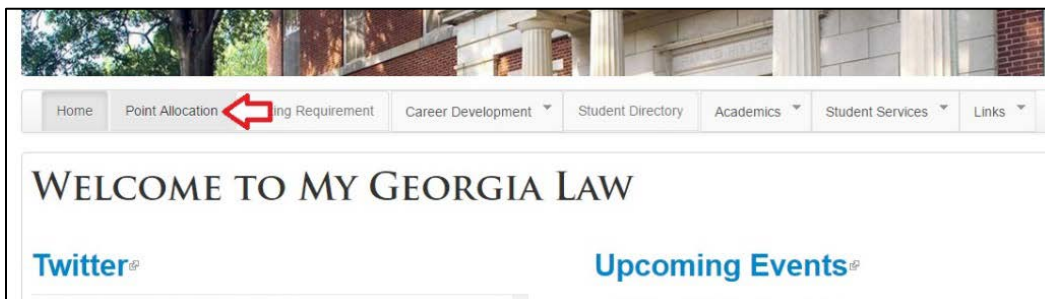 Home Point Allocation ing Requirement Career Development Student Directory Academics Student Services Links
WELCOME TO MY GEORGIA LAW
Twitter
Upcoming Events